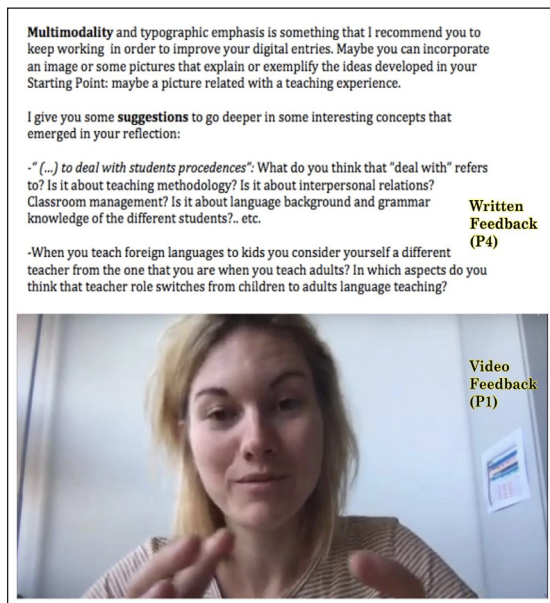 Multimodality and typographic emphasis is something that I recommend you to
keep working in order to improve your digital entries. Maybe you can incorporate
an image or some pictures that explain or exemplify the ideas developed in your
Starting Point: maybe a picture related with a teaching experience.
I give you some suggestions to go deeper in some interesting concepts that
emerged in your reflection:
-“ (...) to deal with students procedences”: What do you think that “deal with” refers
to? Is it about teaching methodology? Is it about interpersonal relations?
Classroom management? Is it about language background and grammar
knowledge of the different students?.. etc.
Written
Feedback
(P4)
-When you teach foreign languages to kids you consider yourself a different
teacher from the one that you are when you teach adults? In which aspects do you
think that teacher role switches from children to adults language teaching?
Video
Feedback
(P1)